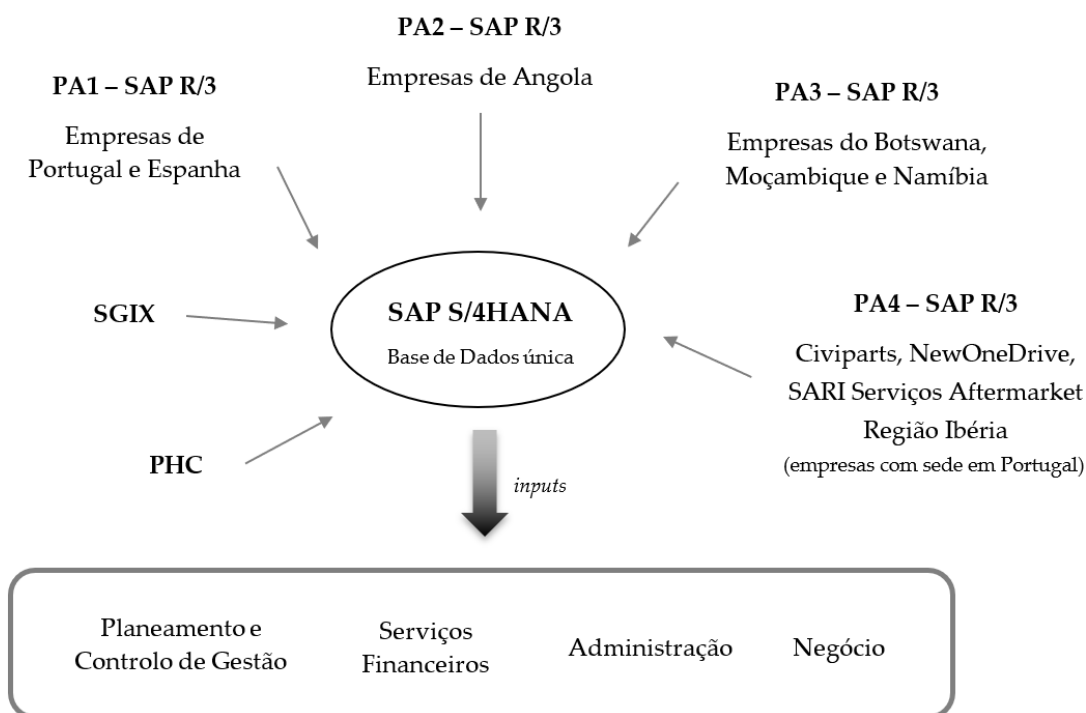 PA2 – SAP R/3
Empresas de Angola
PA1 – SAP R/3
Empresas de
Portugal e Espanha
PA3 – SAP R/3
Empresas do Botswana,
Moçambique e Namíbia
SGIX
SAP S/4HANA
Base de Dados única
PA4 – SAP R/3
Civiparts, NewOneDrive,
SARI Serviços Aftermarket
Região Ibéria
(empresas com sede em Portugal)
PHC
inputs
Planeamento e
Controlo de Gestão
Serviços
Financeiros
Administração
Negócio